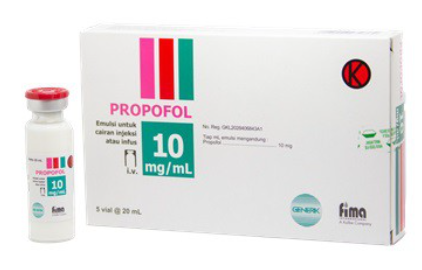 PROPOFOL
10
mg/mL
PROPOFOL
Emulsi untuk
cairan injeksi
atau infus
i.v.
10
mg/mL
5 vial @ 20 mL
Tiap mL emulsi mengandung :
Propofol 10 mg
K
GENERIK
fima